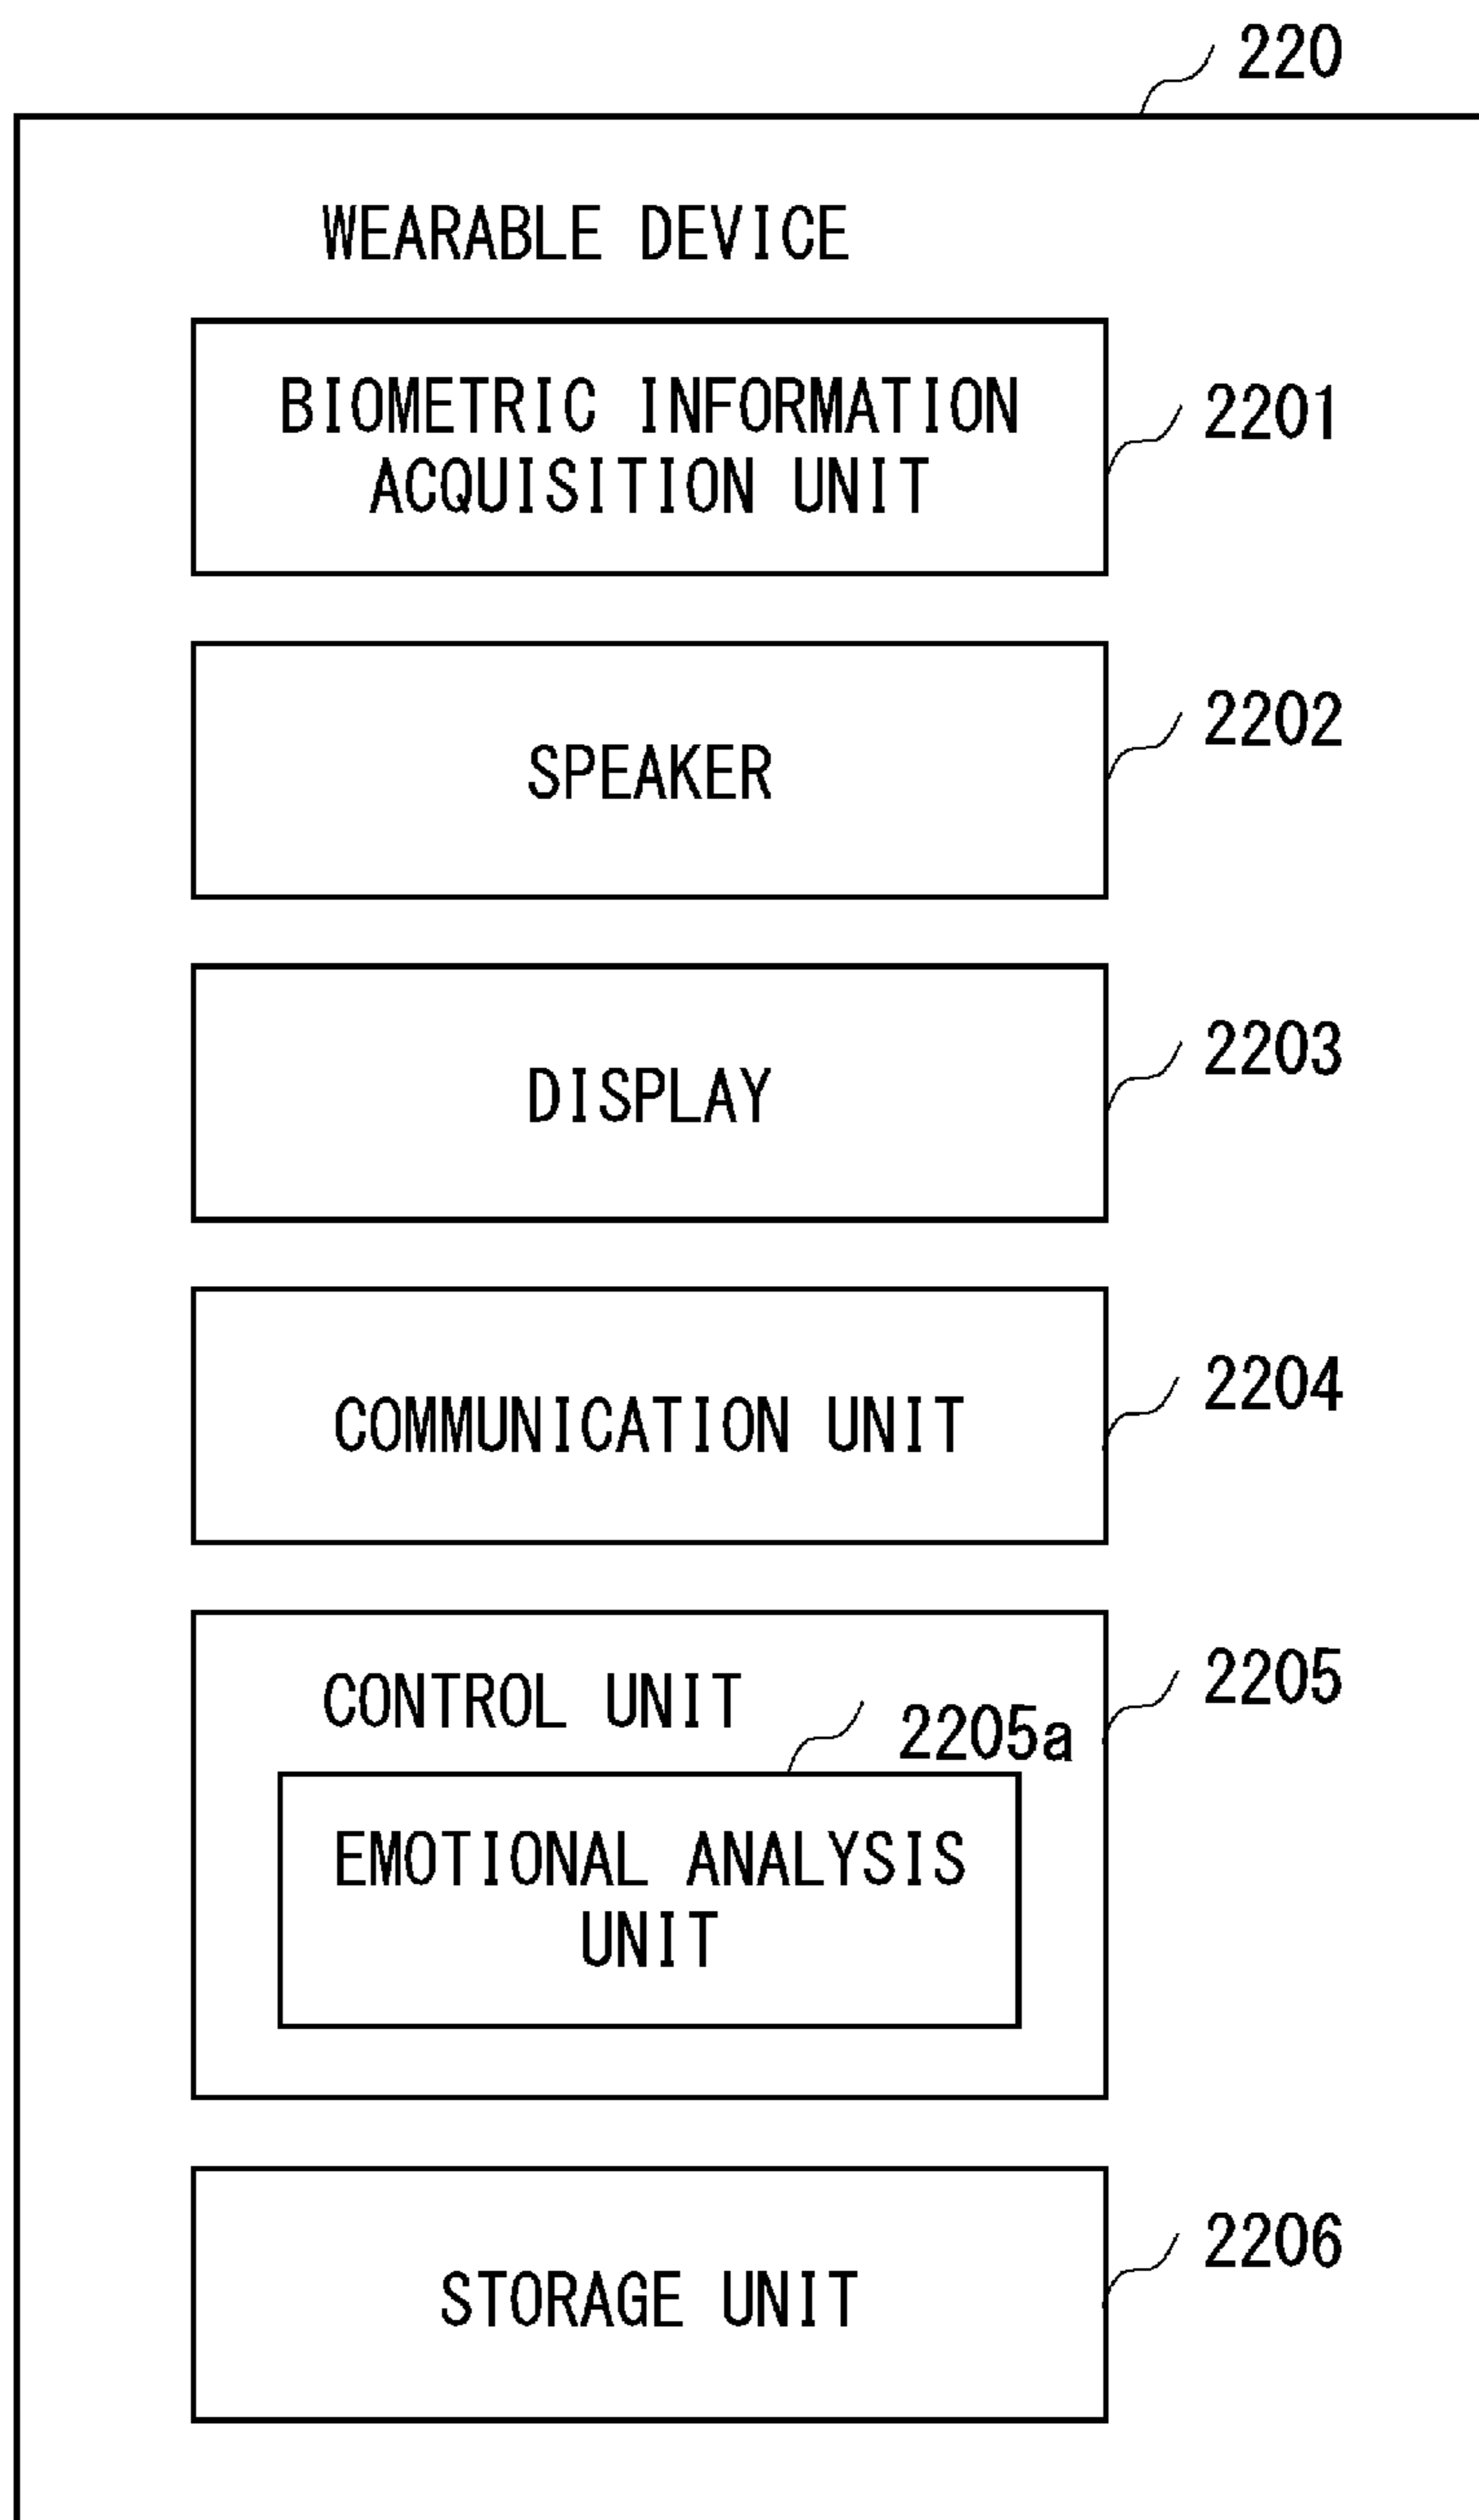 220
WEARABLE DEVICE
BIOMETRIC INFORMATION
ACQUISITION UNIT
2201
SPEAKER
2202
DISPLAY
2203
COMMUNICATION UNIT
2204
CONTROL UNIT
2205
2205a
EMOTIONAL ANALYSIS
UNIT
STORAGE UNIT
2206